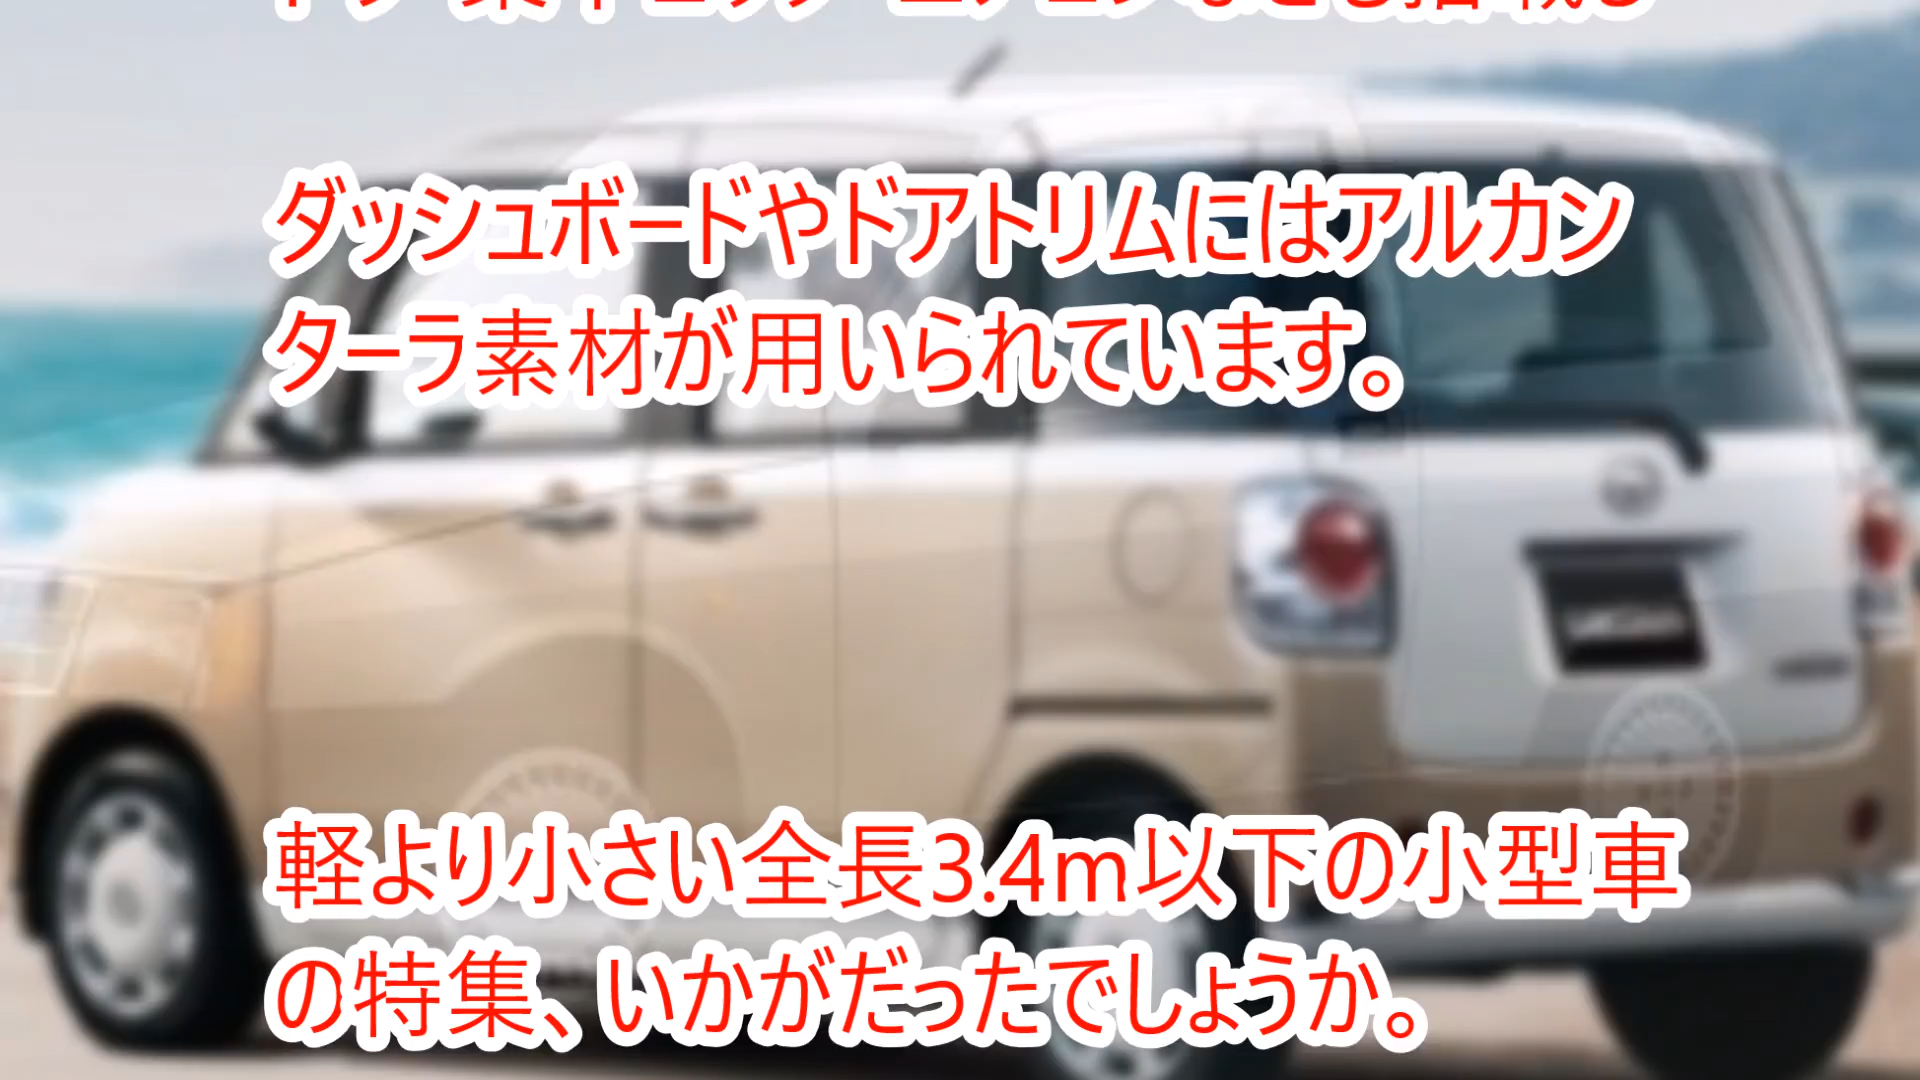 ダッシュボードやドアトリムにはアルカン
ターラ素材が用いられています。
軽より小さい全長3.4m以下の小型車
の特集、いかがだったでしょうか。